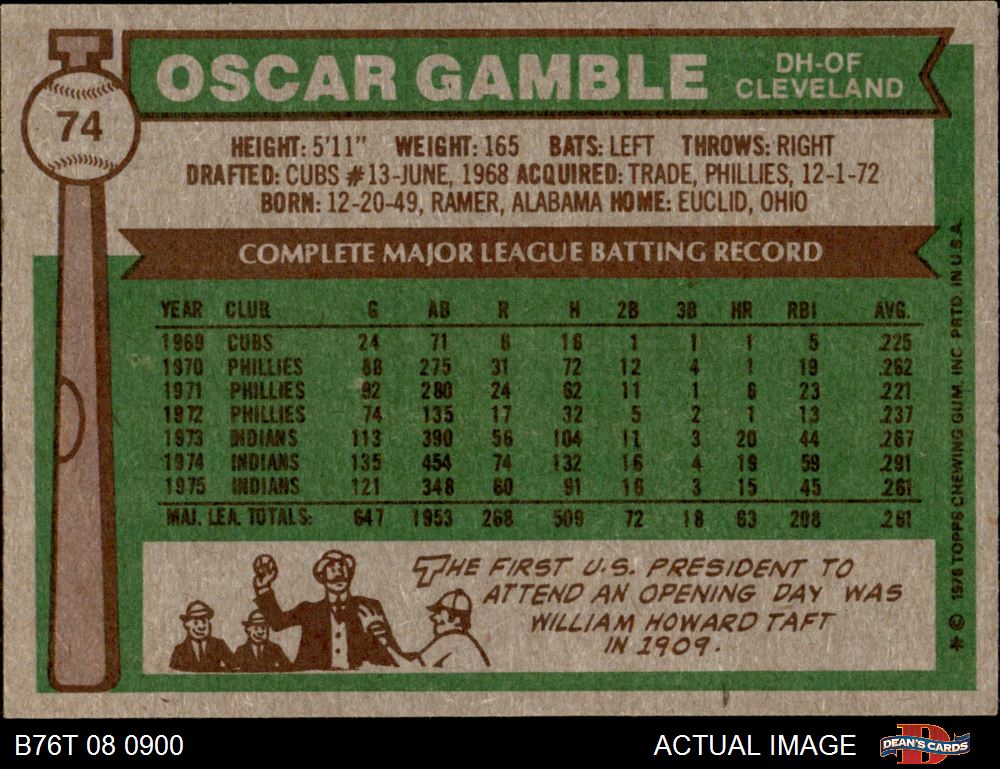 OSCAR GAMBLE
DH-OF
CLEVELAND
74
HEIGHT: 5'11" WEIGHT: 165 BATS: LEFT THROWS: RIGHT
DRAFTED: CUBS #13-JUNE, 1968 ACQUIRED: TRADE, PHILLIES, 12-1-72
BORN: 12-20-49, RAMER, ALABAMA HOME: EUCLID, OHIO
COMPLETE MAJOR LEAGUE BATTING RECORD
YEAR CLUB G AB R H 2B 3B HR RBI AVG.
1969 CUBS 24 71 6 16 1 1 1 5 .225
1970 PHILLIES 88 275 31 72 12 4 1 19 .262
1971 PHILLIES 92 280 24 62 11 1 6 23 .221
1972 PHILLIES 74 135 17 32 5 2 1 13 .237
1973 INDIANS 113 390 56 104 11 3 20 44 .267
1974 INDIANS 135 454 74 132 16 4 19 59 .291
1975 INDIANS 121 348 60 91 16 3 15 45 .261
MAJ. LEA. TOTALS: 647 1953 268 509 72 18 63 208 .261
THE FIRST U.S. PRESIDENT TO
ATTEND AN OPENING DAY WAS
WILLIAM HOWARD TAFT
IN 1909.
* © 1976 TOPPS CHEWING GUM, INC. PRTD. IN U.S.A.
B76T 08 0900
ACTUAL IMAGE
DEAN'S CARDS